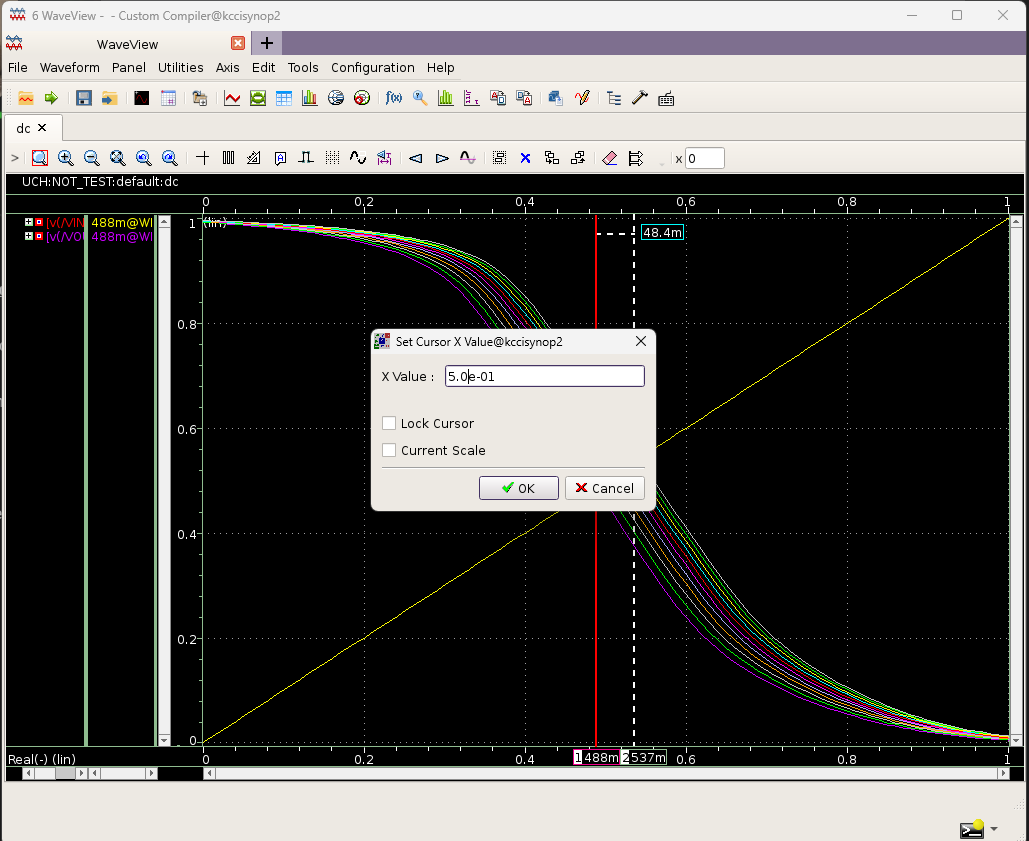 6 WaveView - - Custom Compiler@kccisynop2
WaveView
File Waveform Panel Utilities Axis Edit Tools Configuration Help
f(x)
dc
> x 0
UCH:NOT_TEST:default:dc
0 0.2 0.4 0.6 0.8 1
[v(/VIN 488m@WI
[v(/VO 488m@WI
1 (lin)
48.4m
0.8
Set Cursor X Value@kccisynop2
X Value : 5.0e-01
0.6
Lock Cursor
Current Scale
OK Cancel
0.4
0.2
0
Real(-) (lin) 0 0.2 0.4 1 488m 2 537m 0.6 0.8 1